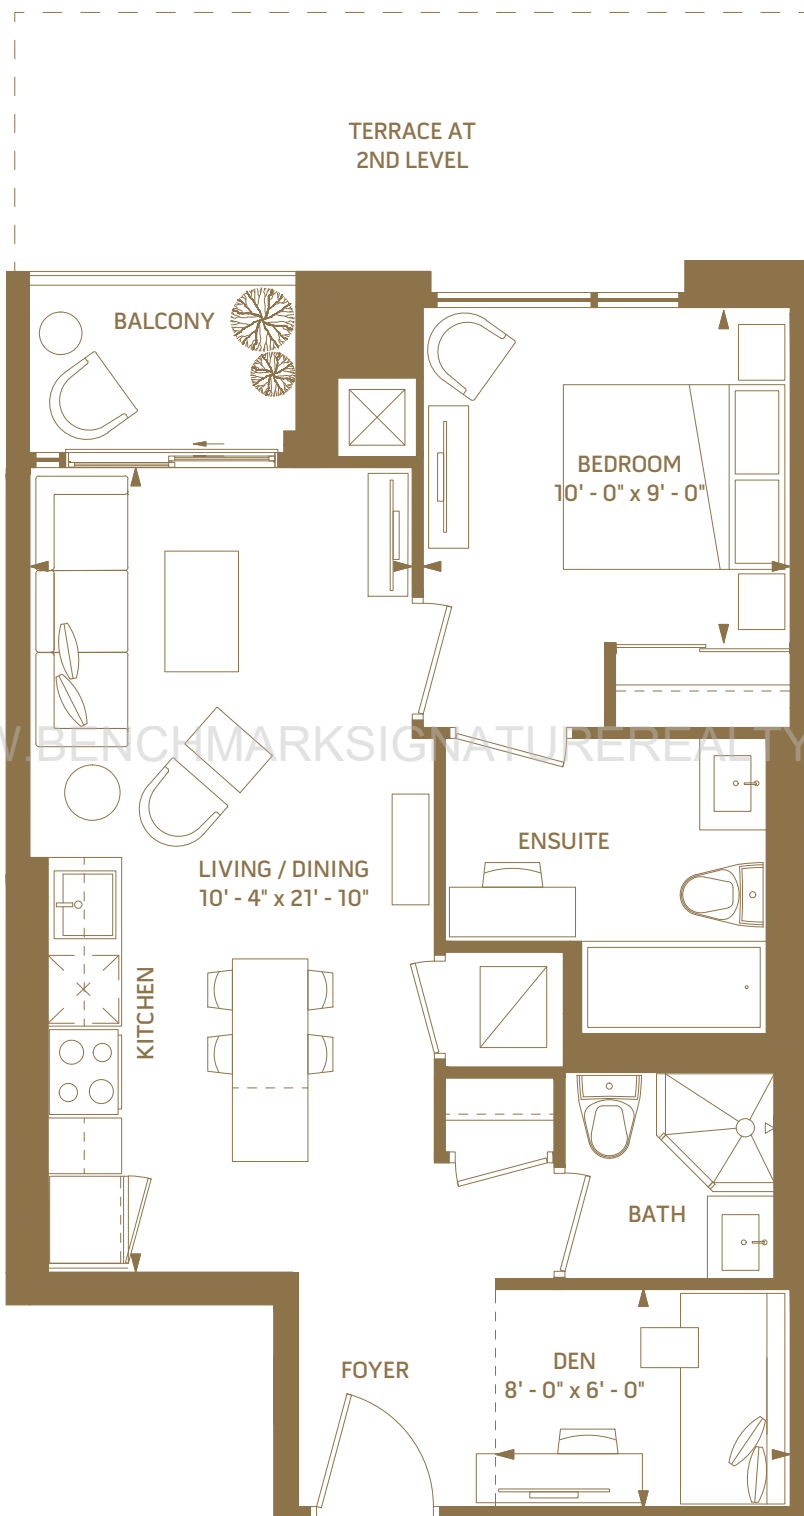 TERRACE AT
2ND LEVEL
BALCONY
BEDROOM
10' - 0" x 9' - 0"
W.BENCHMARKSIGNATUREREALTY
ENSUITE
LIVING / DINING
10' - 4" x 21' - 10"
KITCHEN
BATH
FOYER
DEN
8' - 0" x 6' - 0"